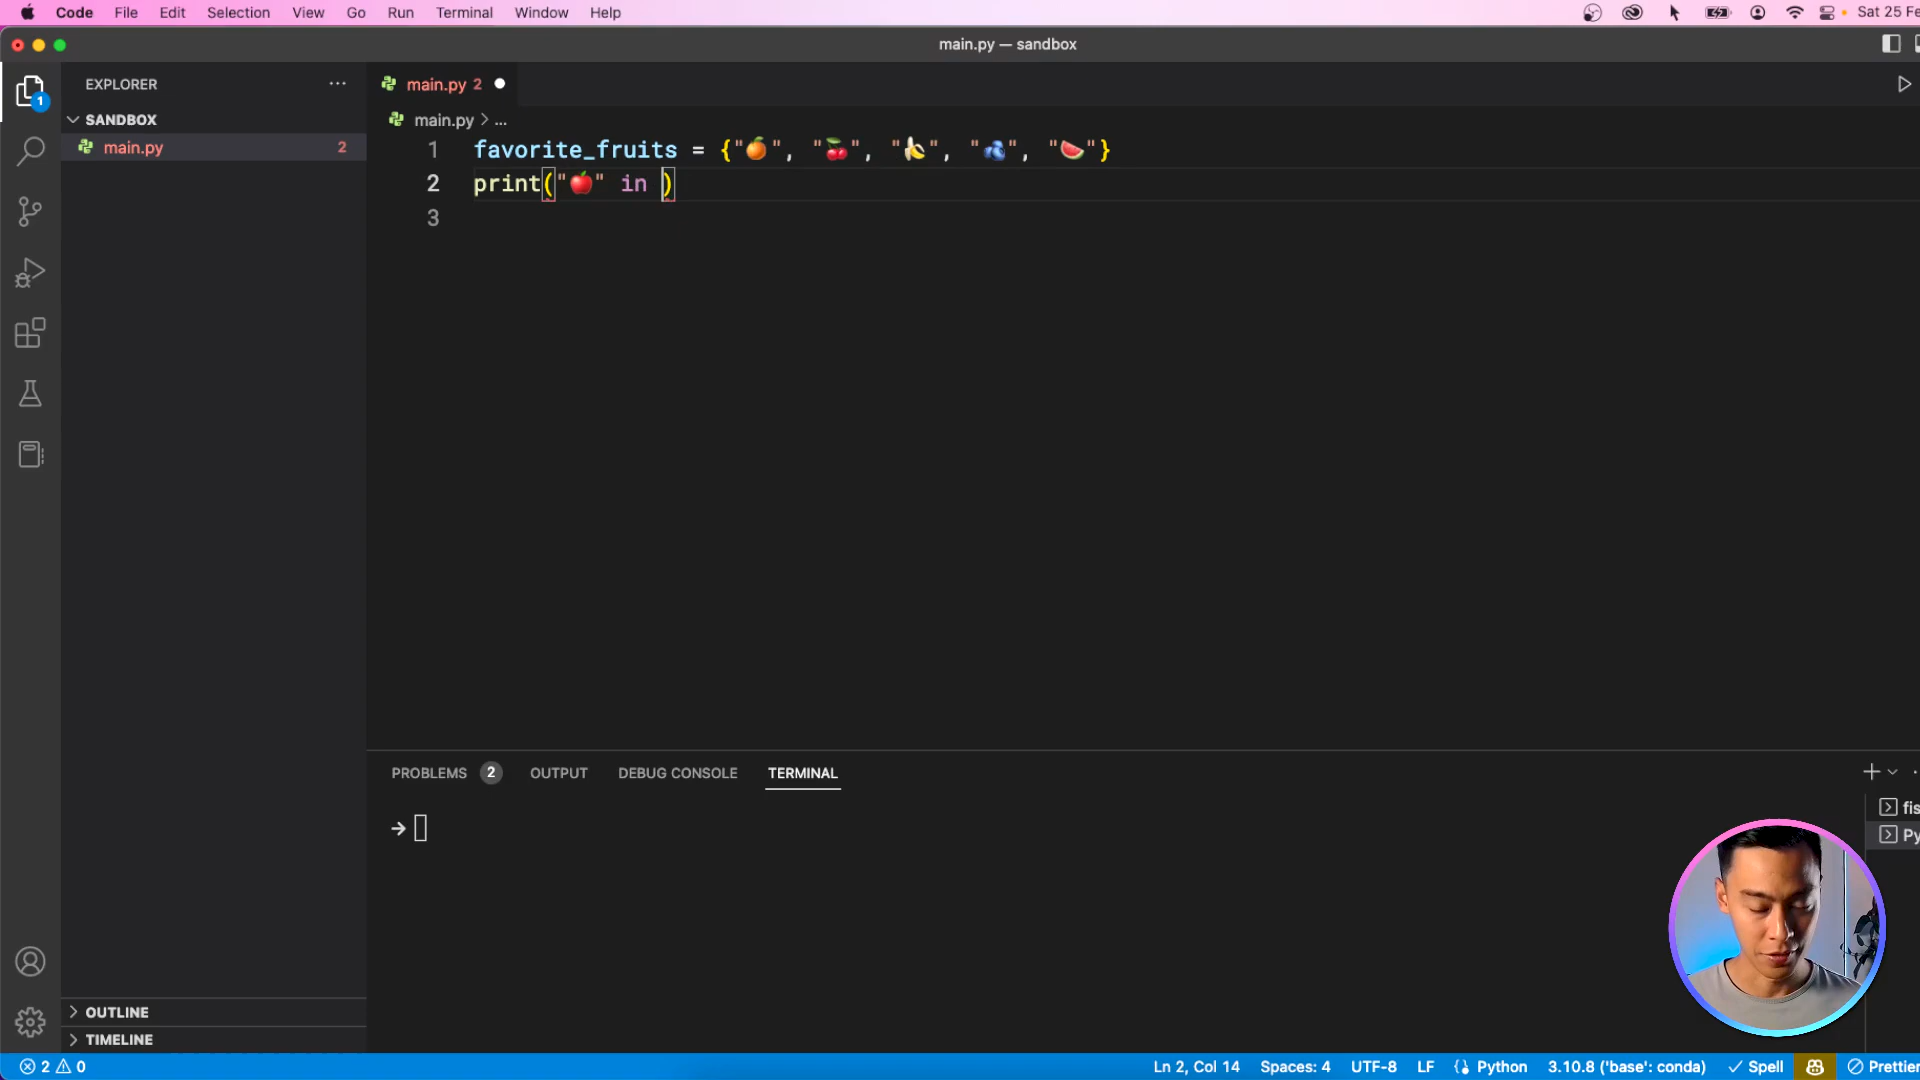 Code File Edit Selection View Go Run Terminal Window Help Sat 25 Fe
main.py — sandbox
EXPLORER ···
main.py 2
SANDBOX
main.py > ...
main.py 2
1 favorite_fruits = {"🍊", "🍒", "🍌", "🫐", "🍉"}
2 print("🍎" in )
3
PROBLEMS 2 OUTPUT DEBUG CONSOLE TERMINAL
fis
Py
OUTLINE
TIMELINE
2 0 Ln 2, Col 14 Spaces: 4 UTF-8 LF Python 3.10.8 ('base': conda) Spell Prettier
1